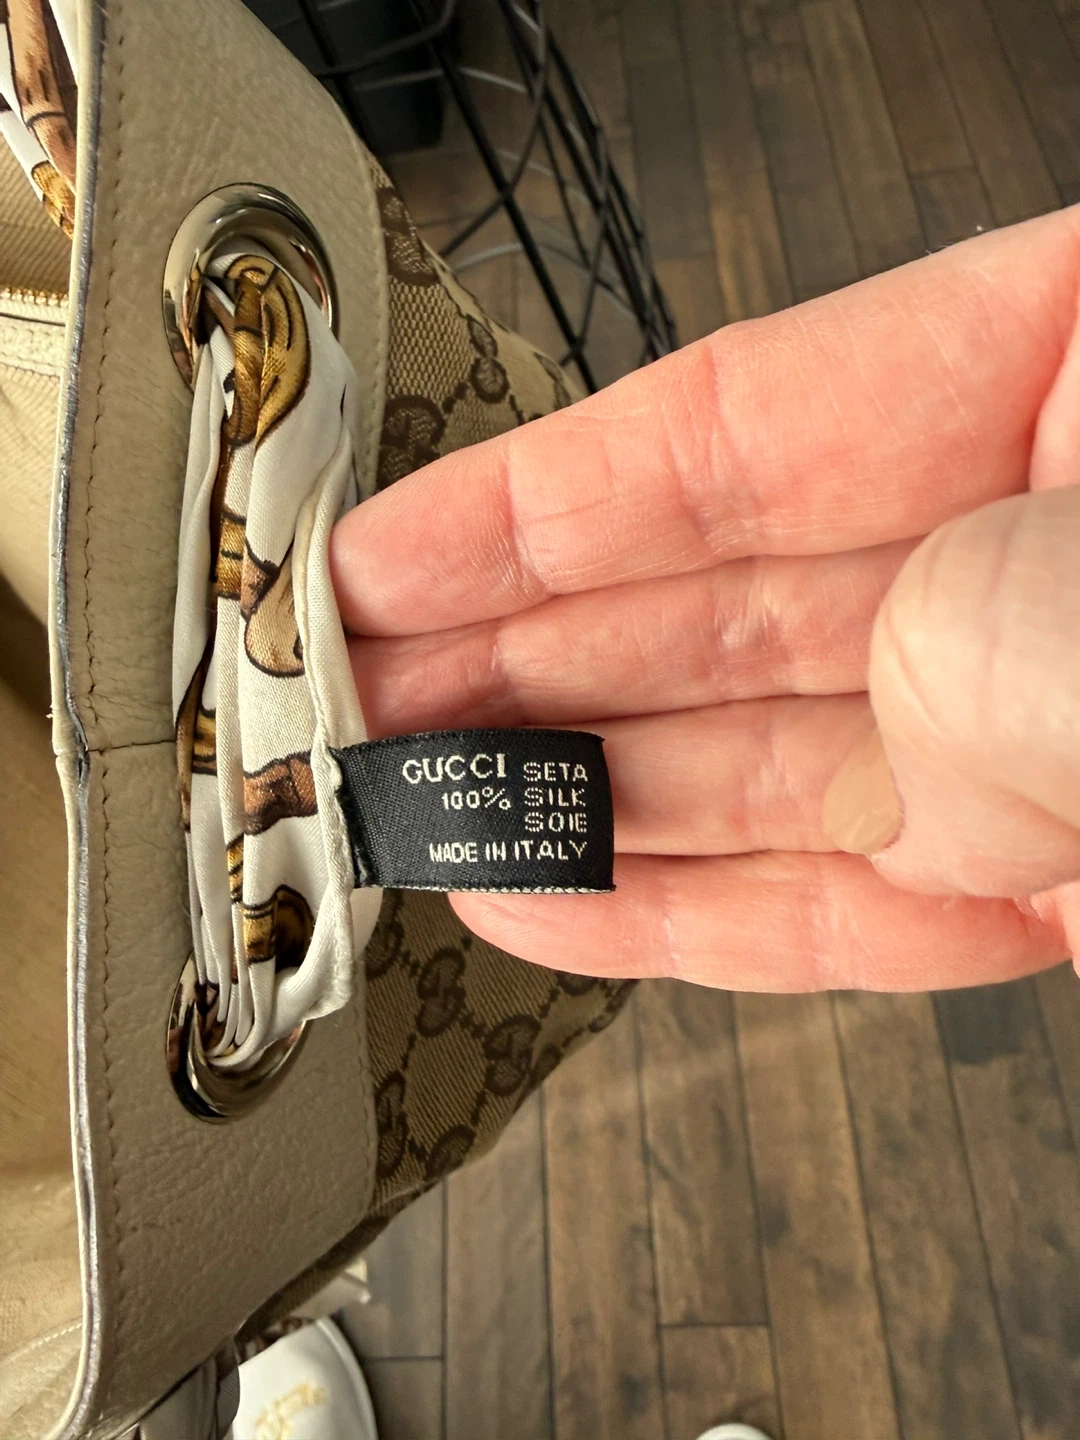 GUCCI SETA
100% SILK
SOIE
MADE IN ITALY